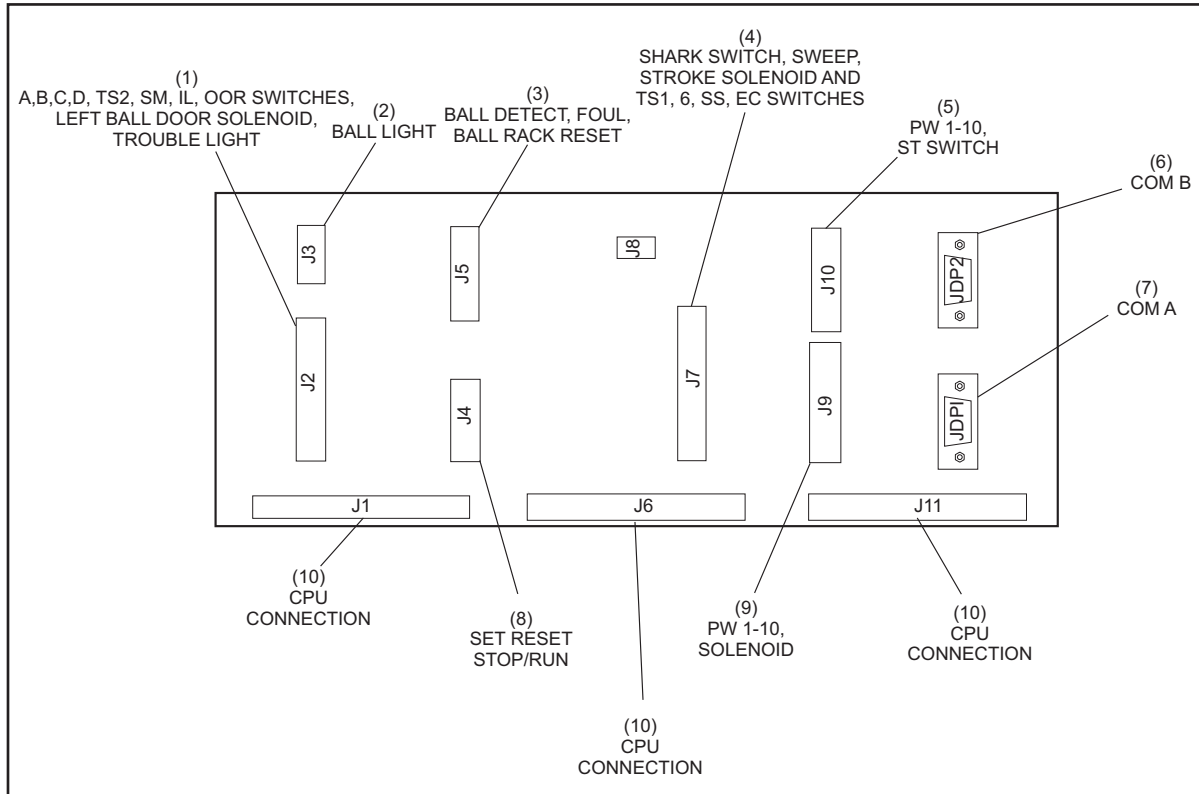 (1)
A,B,C,D, TS2, SM, IL, OOR SWITCHES,
LEFT BALL DOOR SOLENOID,
TROUBLE LIGHT
(2)
BALL LIGHT
(3)
BALL DETECT, FOUL,
BALL RACK RESET
(4)
SHARK SWITCH, SWEEP,
STROKE SOLENOID AND
TS1, 6, SS, EC SWITCHES
(5)
PW 1-10,
ST SWITCH
(6)
COM B
(7)
COM A
J3
J5
J8
J10
JDP2
J2
J4
J7
J9
JDPI
J1
J6
J11
(10)
CPU
CONNECTION
(8)
SET RESET
STOP/RUN
(10)
CPU
CONNECTION
(9)
PW 1-10,
SOLENOID
(10)
CPU
CONNECTION